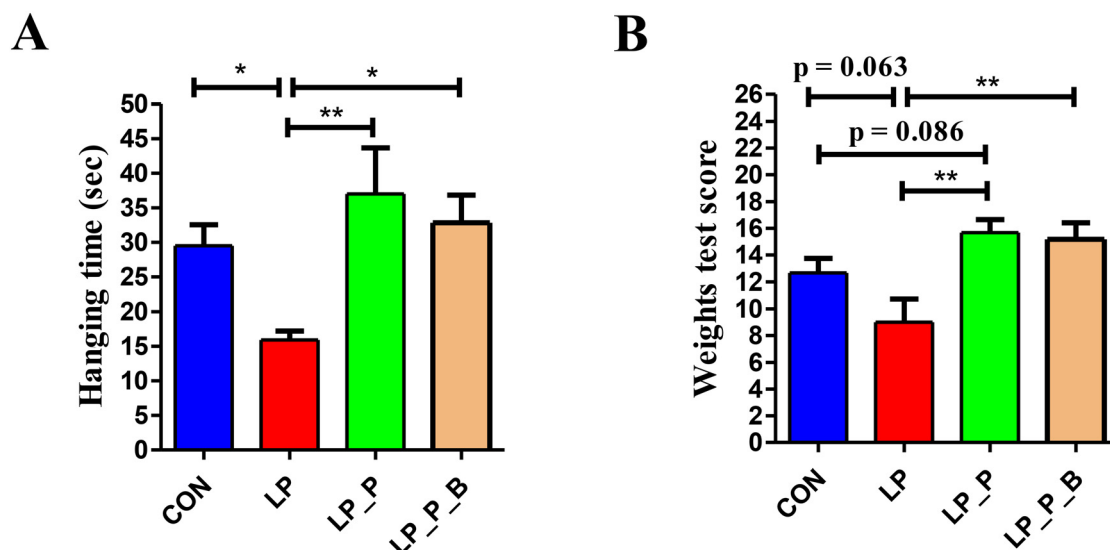 A
Hanging time (sec)
50
45
40
35
30
25
20
15
10
5
0
*
*
**
CON
LP
LP_P
LP_P_B
B
Weights test score
26
24
22
20
18
16
14
12
10
8
6
4
2
0
p = 0.063
**
p = 0.086
**
CON
LP
LP_P
LP_P_B